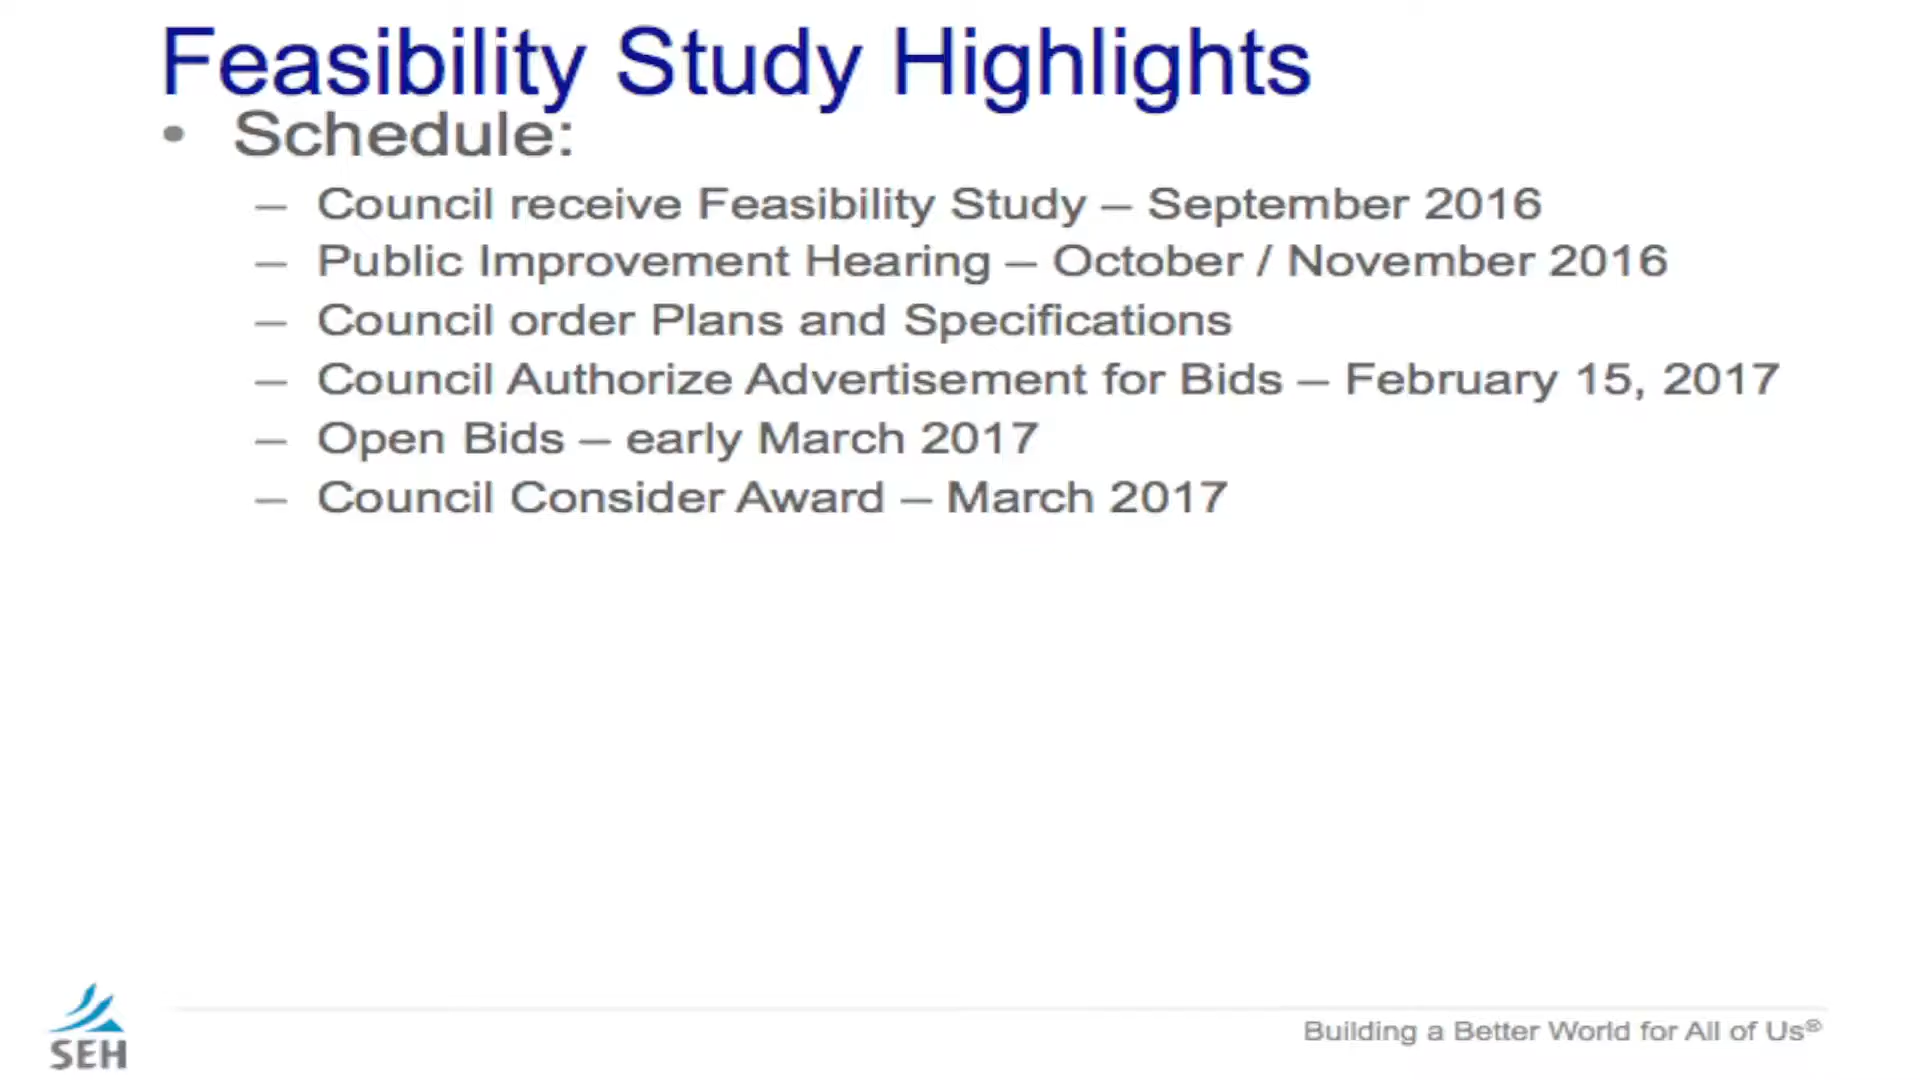 Feasibility Study Highlights
• Schedule:
– Council receive Feasibility Study – September 2016
– Public Improvement Hearing – October / November 2016
– Council order Plans and Specifications
– Council Authorize Advertisement for Bids – February 15, 2017
– Open Bids – early March 2017
– Council Consider Award – March 2017
SEH
Building a Better World for All of Us®